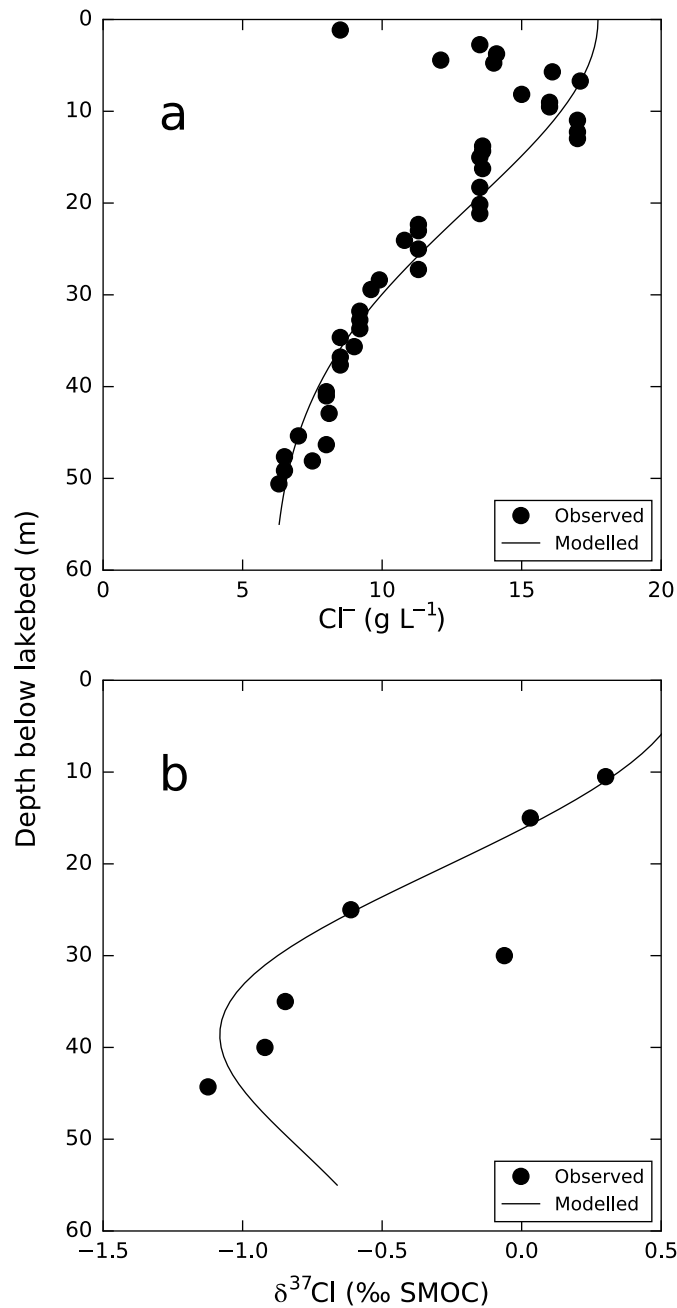 0
10
20
30
40
50
60
a
Observed
Modelled
0 5 10 15 20
Cl⁻ (g L⁻¹)
Depth below lakebed (m)
0
10
20
30
40
50
60
b
Observed
Modelled
−1.5 −1.0 −0.5 0.0 0.5
δ³⁷Cl (‰ SMOC)